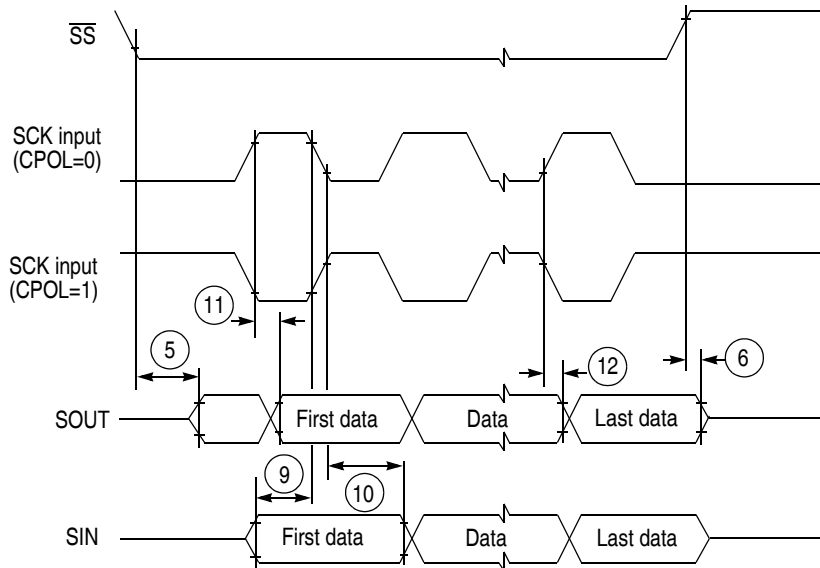 SS
SCK input
(CPOL=0)
SCK input
(CPOL=1)
11
5
12
6
SOUT
First data
Data
Last data
9
10
SIN
First data
Data
Last data